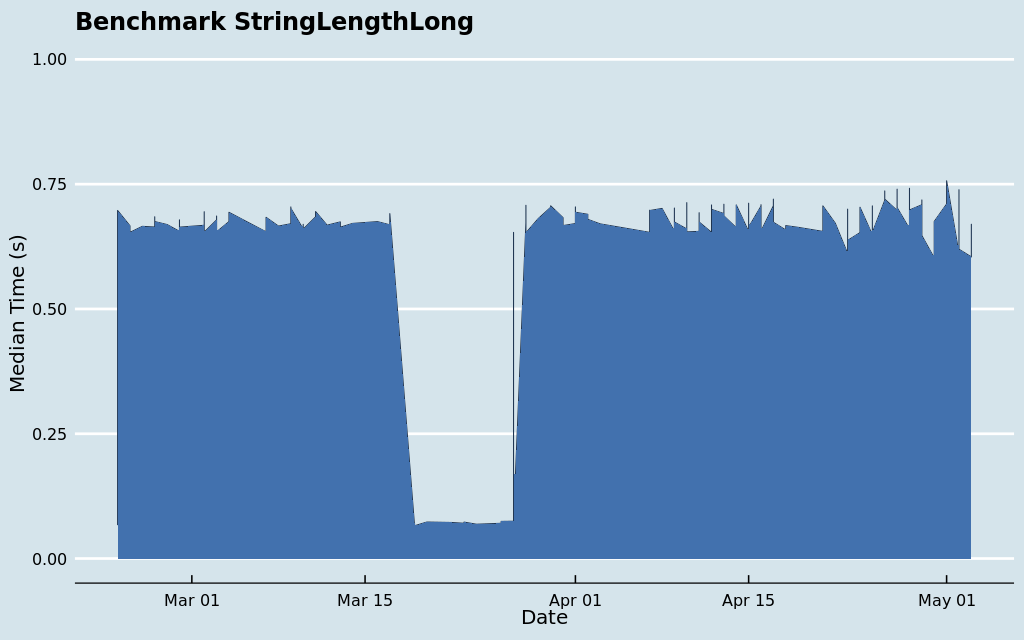 Benchmark StringLengthLong
Median Time (s)
1.00
0.75
0.50
0.25
0.00
Mar 01
Mar 15
Apr 01
Apr 15
May 01
Date